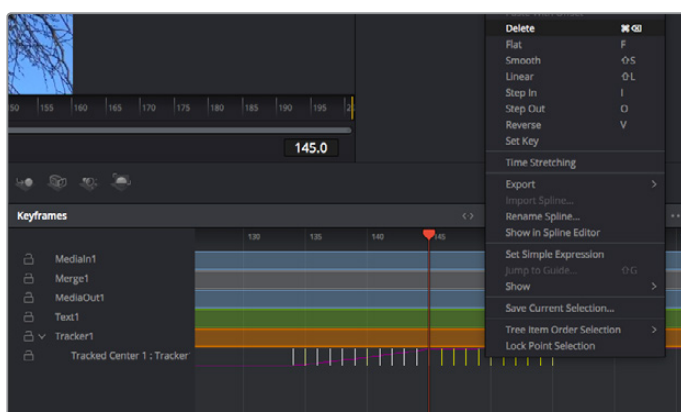 Delete ⌘⌫
Flat F
Smooth ⇧S
Linear ⇧L
Step In I
Step Out O
Reverse V
Set Key
Time Stretching
Export >
Import Spline...
Rename Spline...
Show in Spline Editor
Set Simple Expression
Jump to Guide... ⇧G
Show >
Save Current Selection...
Tree Item Order Selection >
Lock Point Selection
50 155 160 165 170 175 180 185 190 195
145.0
Keyframes
130 135 140 145
MediaIn1
Merge1
MediaOut1
Text1
Tracker1
Tracked Center 1 : Tracker